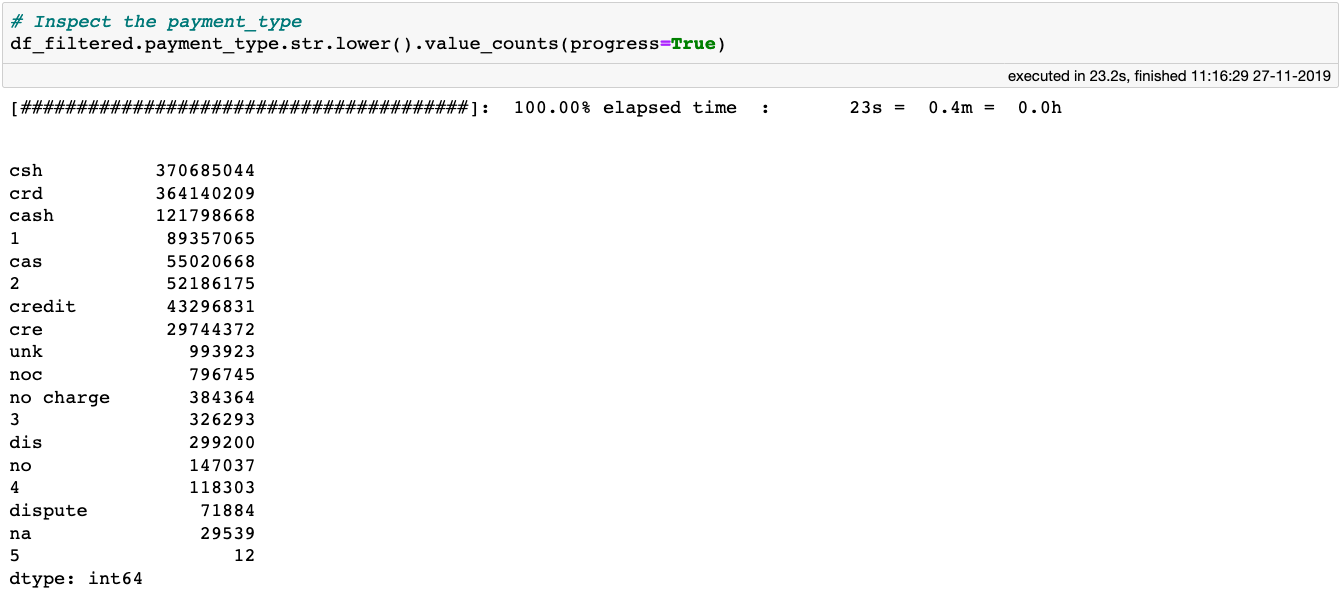 # Inspect the payment_type
df_filtered.payment_type.str.lower().value_counts(progress=True)
executed in 23.2s, finished 11:16:29 27-11-2019
[########################################]: 100.00% elapsed time : 23s = 0.4m = 0.0h
csh 370685044
crd 364140209
cash 121798668
1 89357065
cas 55020668
2 52186175
credit 43296831
cre 29744372
unk 993923
noc 796745
no charge 384364
3 326293
dis 299200
no 147037
4 118303
dispute 71884
na 29539
5 12
dtype: int64